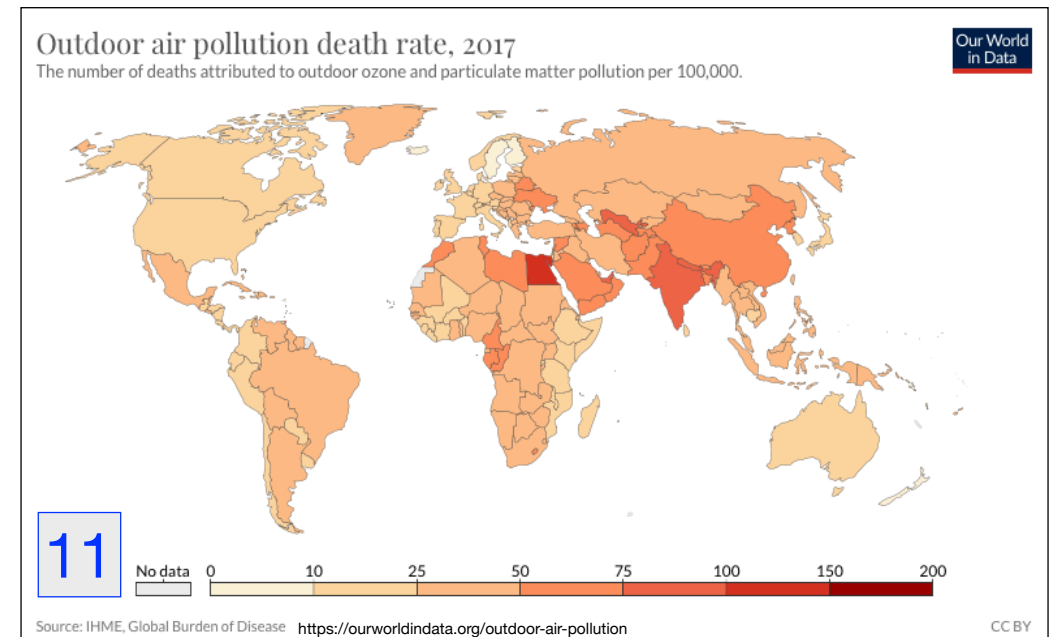 Outdoor air pollution death rate, 2017
The number of deaths attributed to outdoor ozone and particulate matter pollution per 100,000.
Our World
in Data
11
No data 0 10 25 50 75 100 150 200
Source: IHME, Global Burden of Disease https://ourworldindata.org/outdoor-air-pollution CC BY